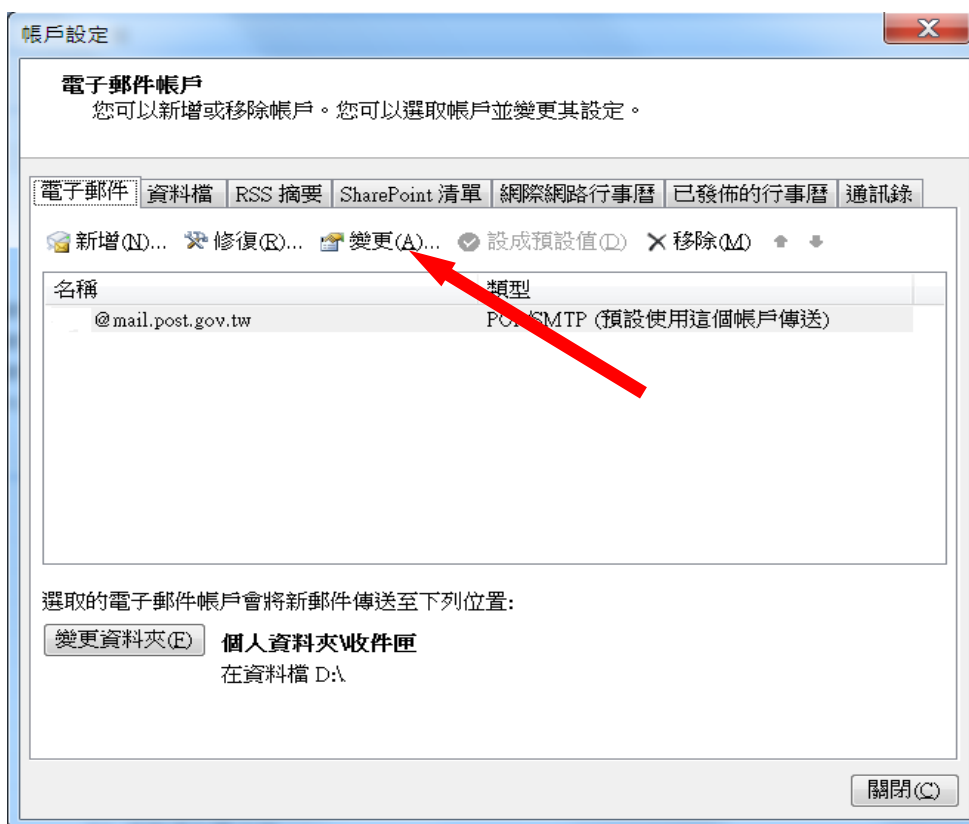 帳戶設定
電子郵件帳戶
您可以新增或移除帳戶。您可以選取帳戶並變更其設定。
電子郵件 資料檔 RSS 摘要 SharePoint 清單 網際網路行事曆 已發佈的行事曆 通訊錄
新增(N)... 修復(R)... 變更(A)... 設成預設值(D) 移除(M)
名稱 類型
@mail.post.gov.tw /SMTP (預設使用這個帳戶傳送)
選取的電子郵件帳戶會將新郵件傳送至下列位置:
變更資料夾(E) 個人資料夾\收件匣
在資料檔 D:\
關閉(C)